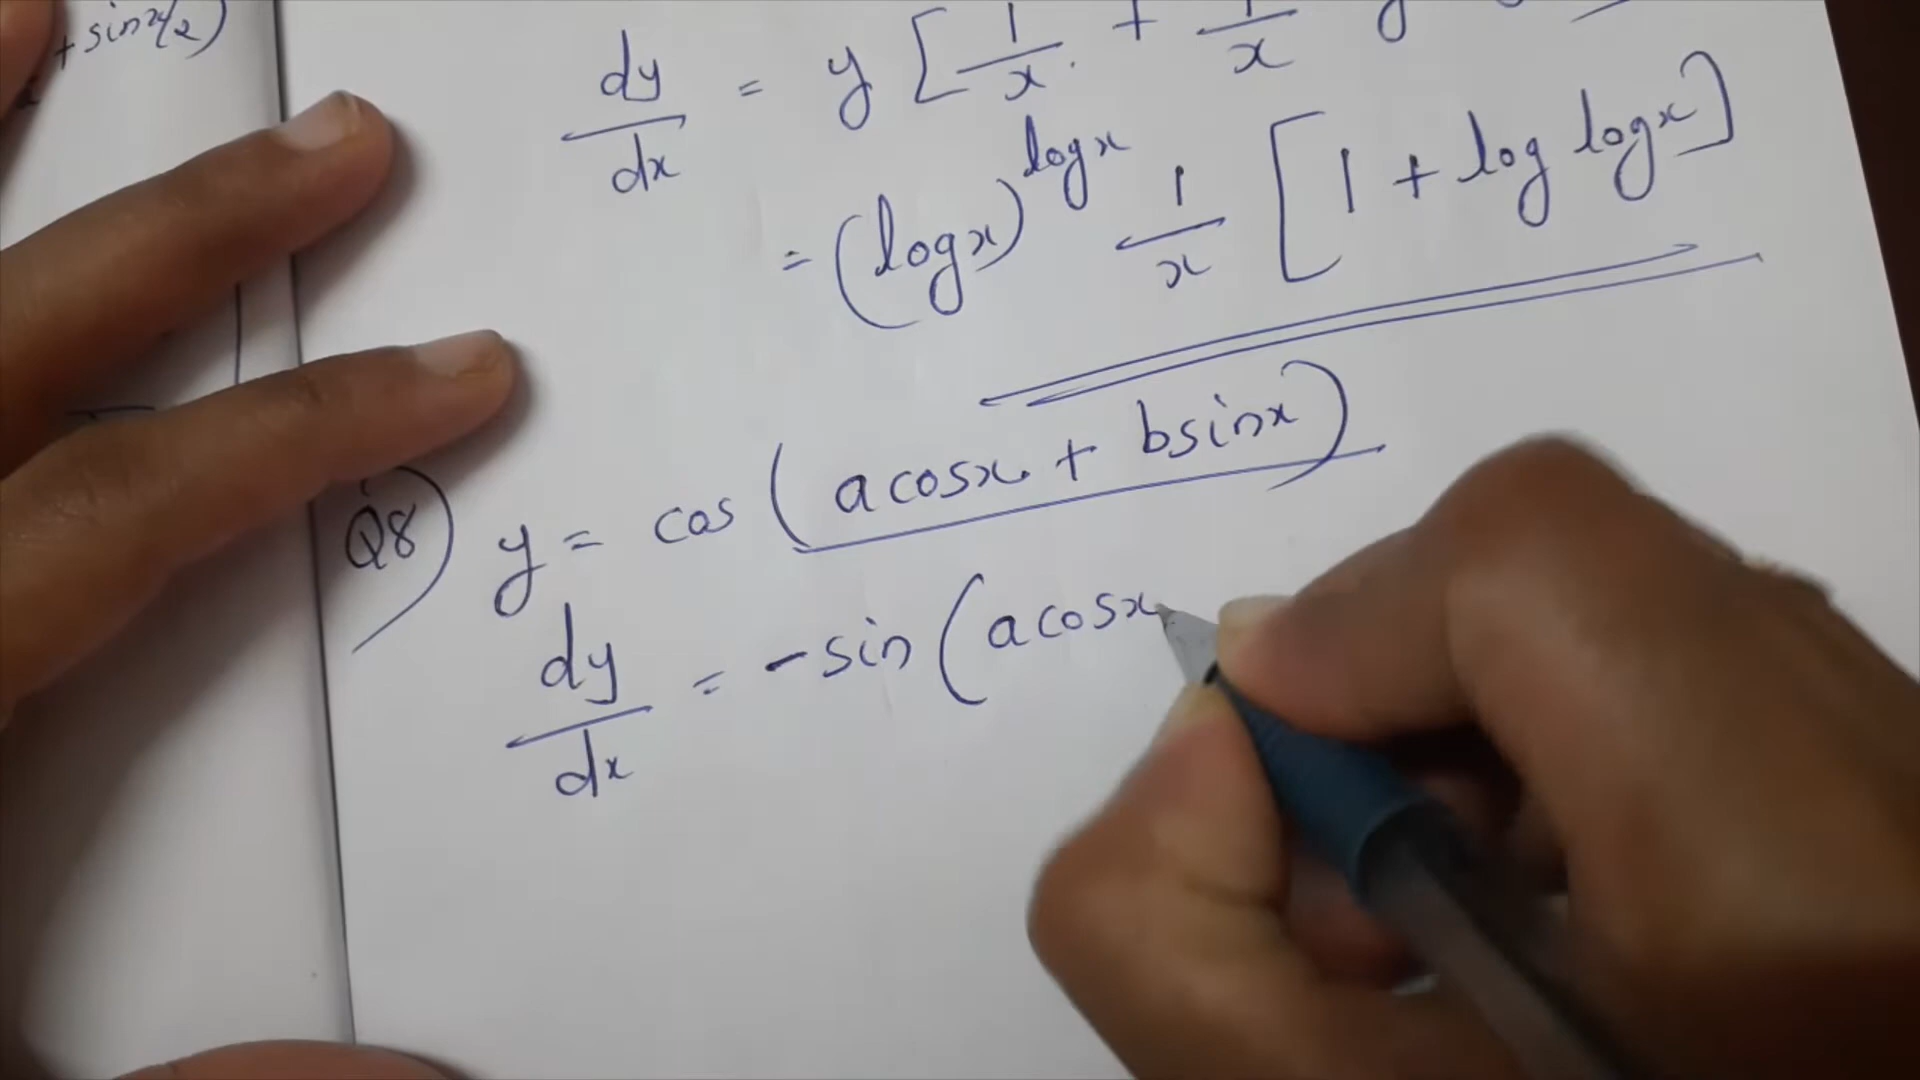 + sin x/2)
dy/dx = y [1/x + 1/x
= (log x)^log x 1/x [1 + log log x]
Q8) y = cos (a cos x + b sin x)
dy/dx = -sin (a cos x